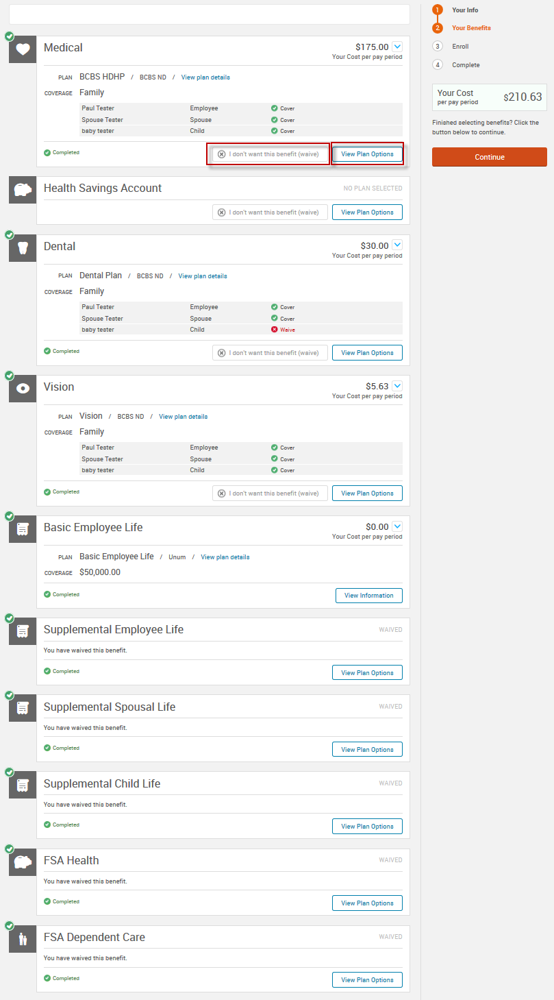 Medical
$175.00
Your Cost per pay period
PLAN BCBS HDHP / BCBS ND / View plan details
COVERAGE Family
Paul Tester Employee Cover
Spouse Tester Spouse Cover
baby tester Child Cover
Completed
I don't want this benefit (waive) View Plan Options
Health Savings Account
NO PLAN SELECTED
I don't want this benefit (waive) View Plan Options
Dental
$30.00
Your Cost per pay period
PLAN Dental Plan / BCBS ND / View plan details
COVERAGE Family
Paul Tester Employee Cover
Spouse Tester Spouse Cover
baby tester Child Waive
Completed
I don't want this benefit (waive) View Plan Options
Vision
$5.63
Your Cost per pay period
PLAN Vision / BCBS ND / View plan details
COVERAGE Family
Paul Tester Employee Cover
Spouse Tester Spouse Cover
baby tester Child Cover
Completed
I don't want this benefit (waive) View Plan Options
Basic Employee Life
$0.00
Your Cost per pay period
PLAN Basic Employee Life / Unum / View plan details
COVERAGE $50,000.00
Completed
View Information
Supplemental Employee Life
WAIVED
You have waived this benefit.
Completed
View Plan Options
Supplemental Spousal Life
WAIVED
You have waived this benefit.
Completed
View Plan Options
Supplemental Child Life
WAIVED
You have waived this benefit.
Completed
View Plan Options
FSA Health
WAIVED
You have waived this benefit.
Completed
View Plan Options
FSA Dependent Care
WAIVED
You have waived this benefit.
Completed
View Plan Options
1 Your Info
2 Your Benefits
3 Enroll
4 Complete
Your Cost
per pay period
$210.63
Finished selecting benefits? Click the
button below to continue.
Continue